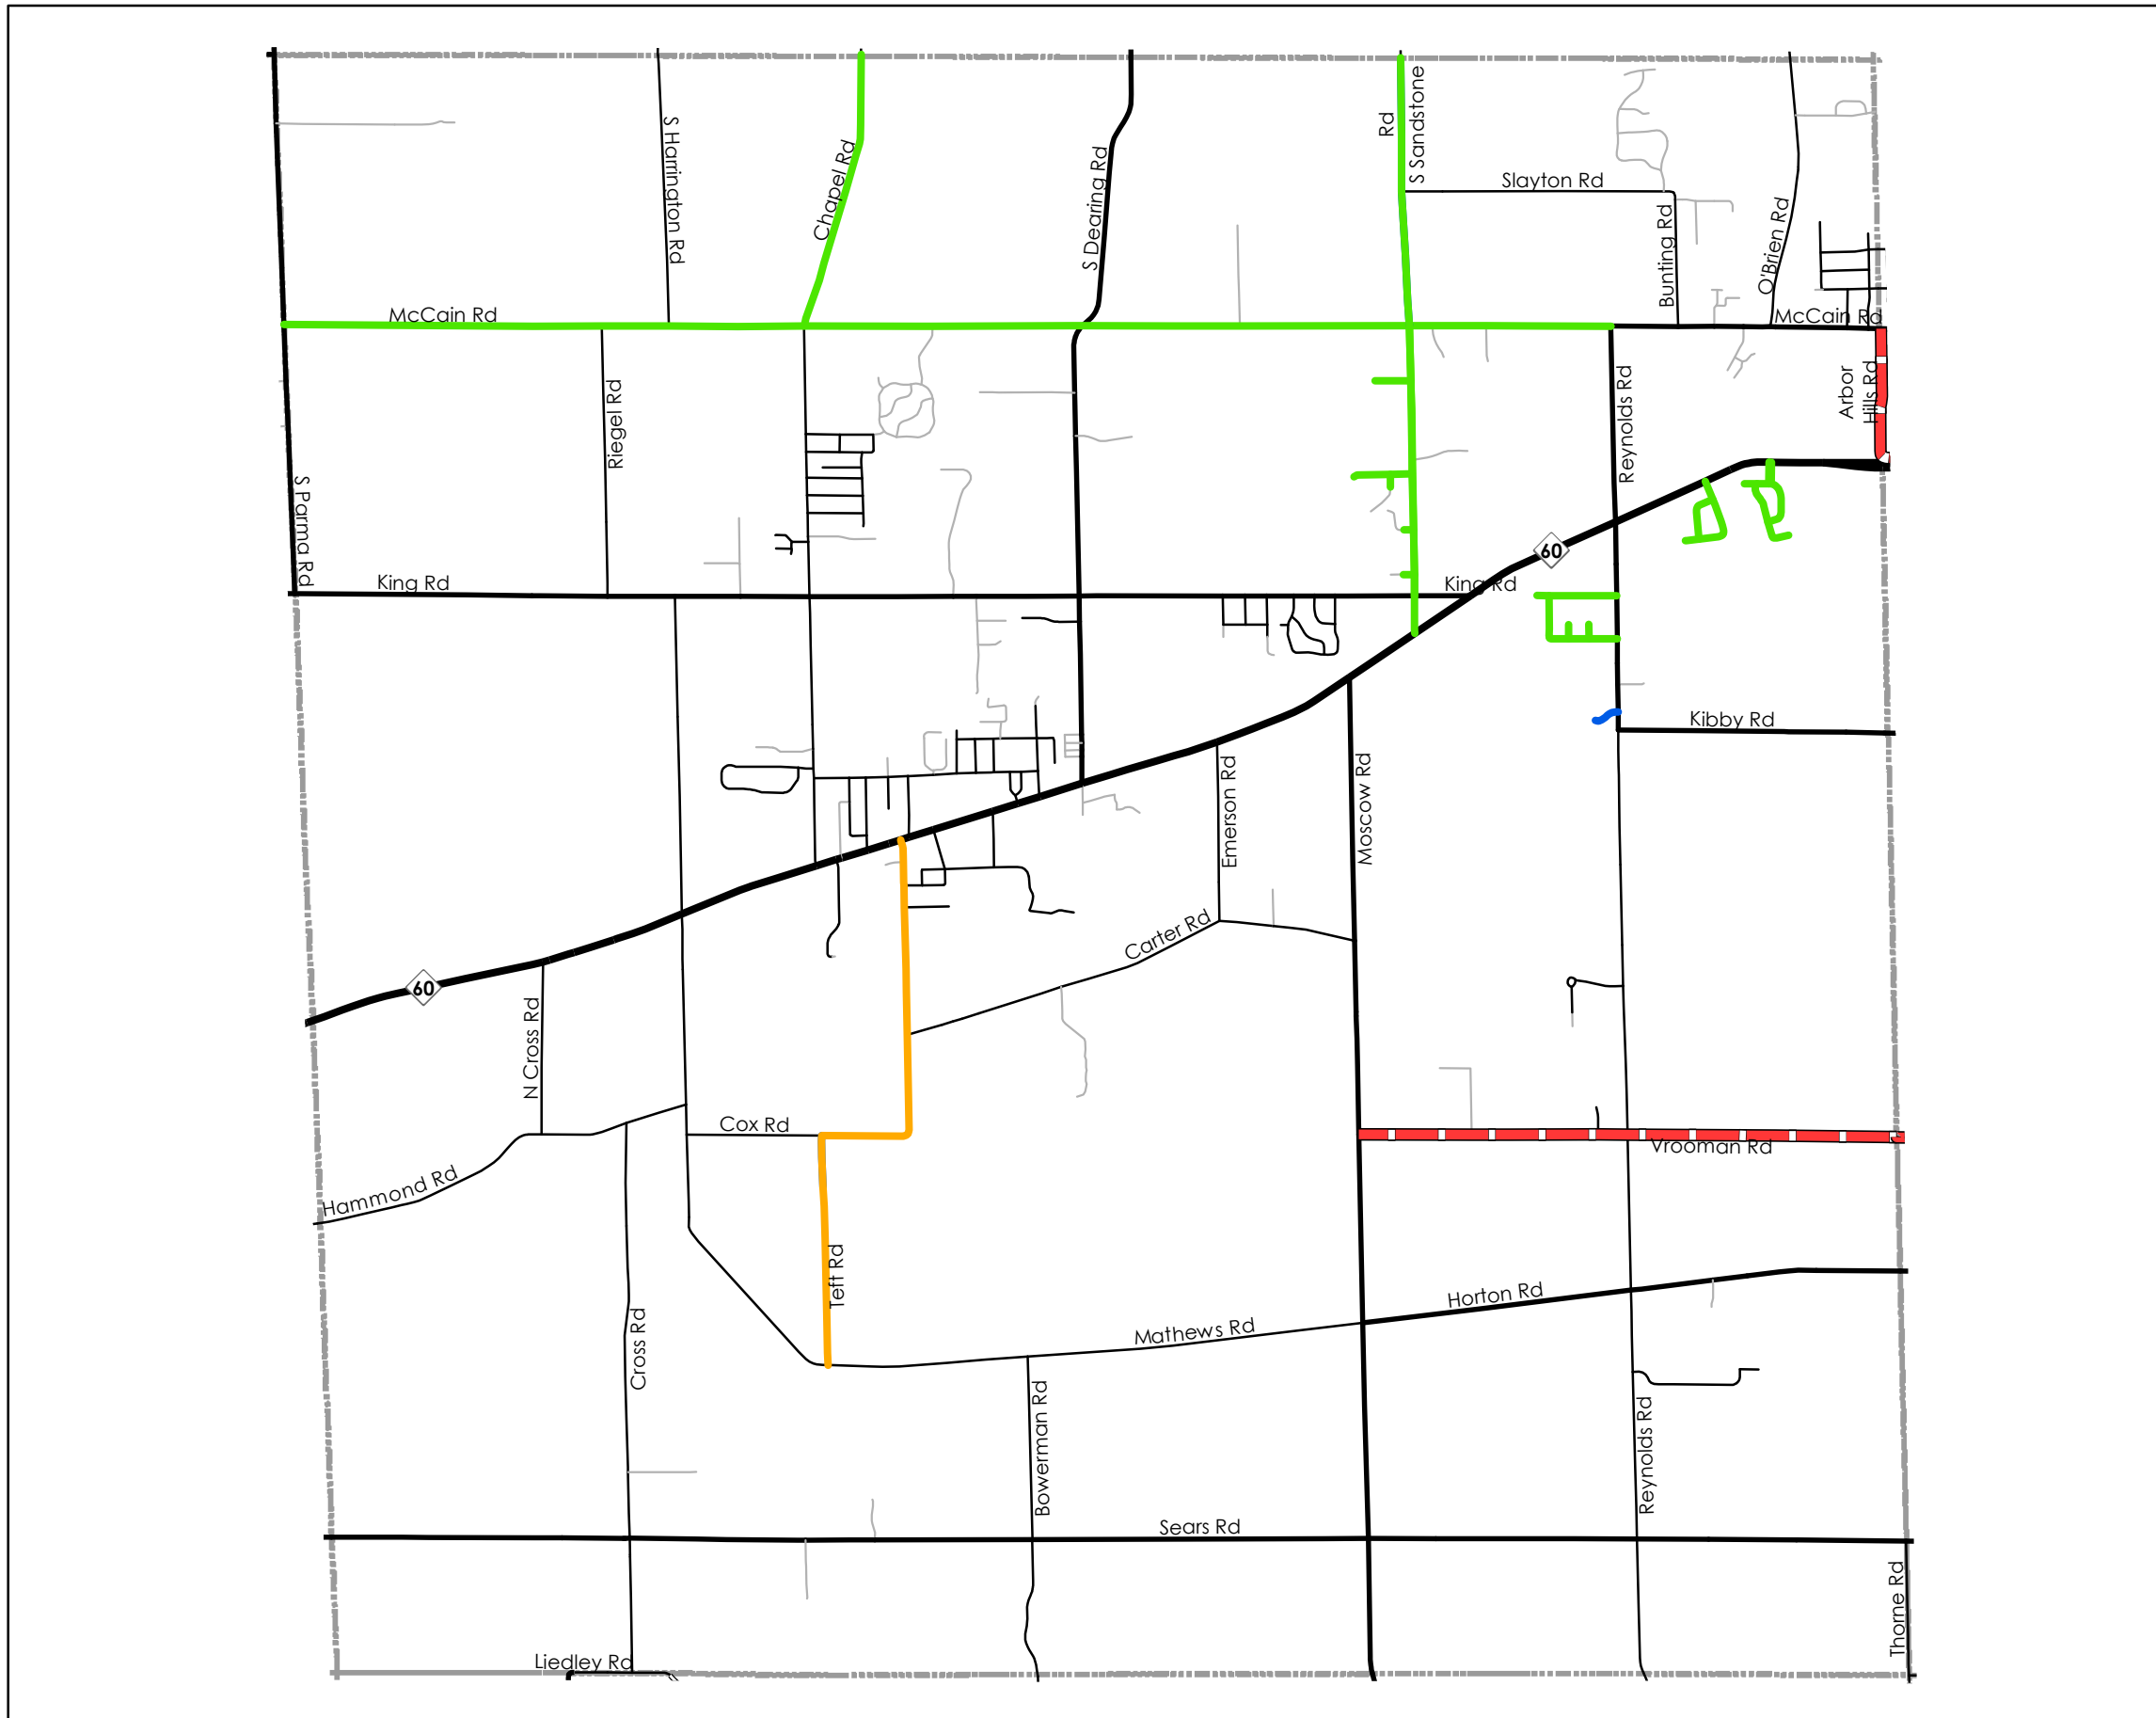 S Harrington Rd
Chapel Rd
S Dearing Rd
Rd
S Sandstone
Slayton Rd
Bunting Rd
O'Brien Rd
McCain Rd
McCain Rd
Riegel Rd
Reynolds Rd
Arbor
Hills Rd
S Parma Rd
King Rd
King Rd
60
Kibby Rd
Emerson Rd
Moscow Rd
Carter Rd
60
N Cross Rd
Cox Rd
Vrooman Rd
Hammond Rd
Teft Rd
Cross Rd
Mathews Rd
Horton Rd
Bowerman Rd
Reynolds Rd
Sears Rd
Thorne Rd
Liedley Rd